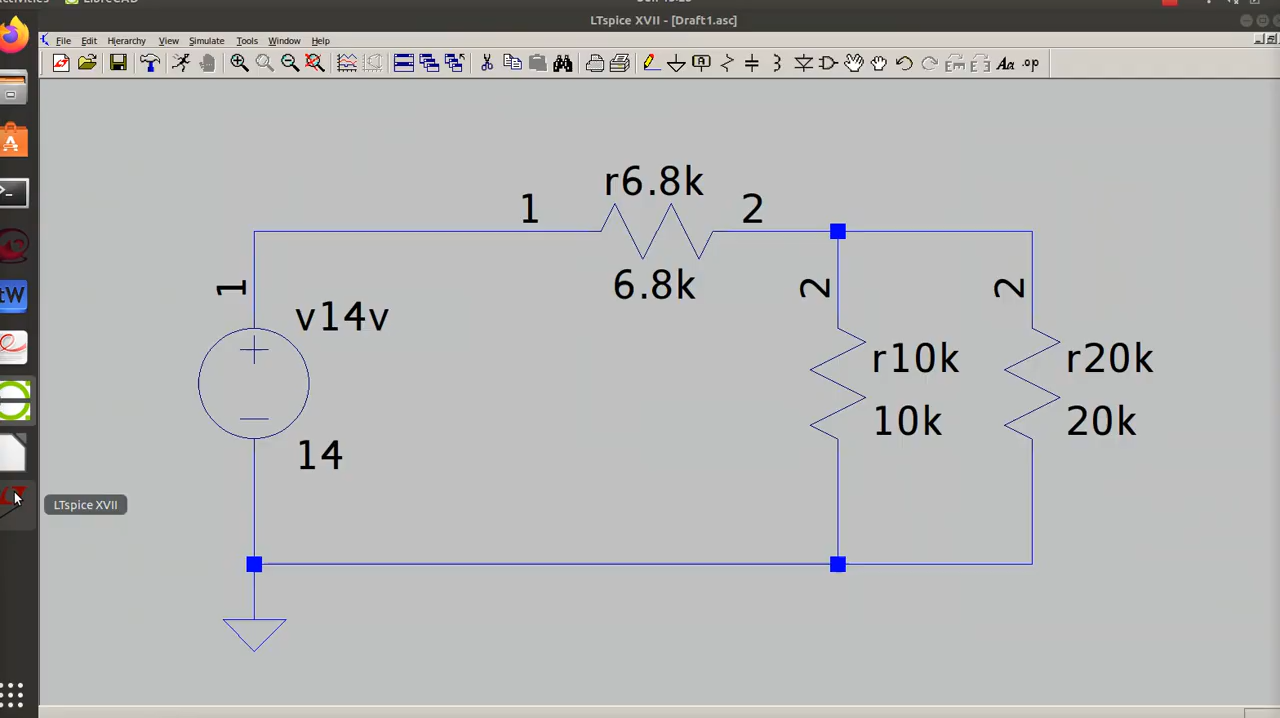 LibreCAD
LTspice XVII - [Draft1.asc]
File Edit Hierarchy View Simulate Tools Window Help
Aa .op
r6.8k
1 2
6.8k
1
v14v
14
2
r10k
10k
2
r20k
20k
LTspice XVII